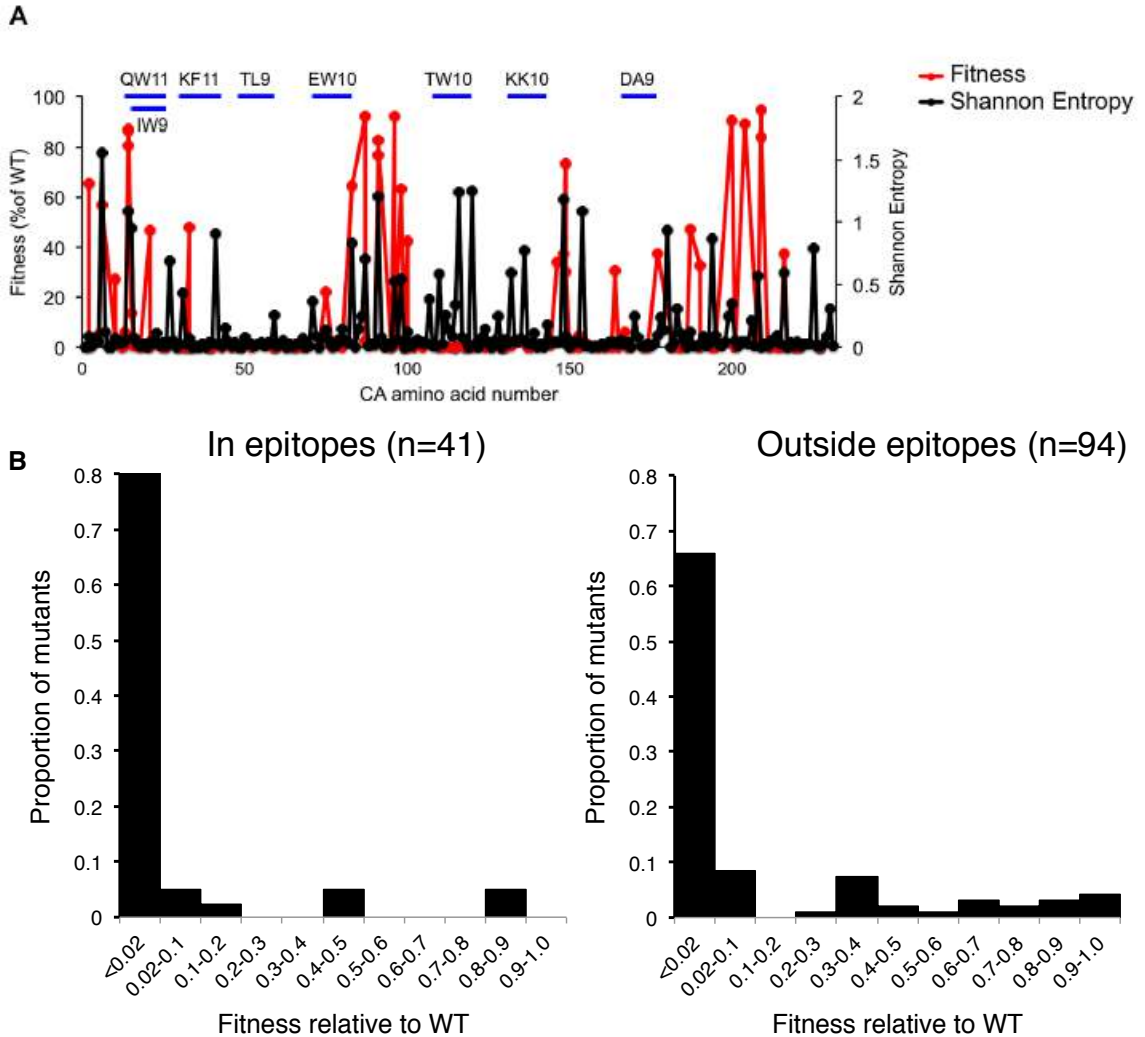 A
QW11 KF11 TL9 EW10 TW10 KK10 DA9
IW9
Fitness
Shannon Entropy
100
80
60
40
20
0
Fitness (%of WT)
2
1.5
1
0.5
0
Shannon Entropy
0 50 100 150 200
CA amino acid number
B
In epitopes (n=41)
0.8
0.7
0.6
0.5
0.4
0.3
0.2
0.1
0
Proportion of mutants
<0.02 0.02-0.1 0.1-0.2 0.2-0.3 0.3-0.4 0.4-0.5 0.5-0.6 0.6-0.7 0.7-0.8 0.8-0.9 0.9-1.0
Fitness relative to WT
Outside epitopes (n=94)
0.8
0.7
0.6
0.5
0.4
0.3
0.2
0.1
0
Proportion of mutants
<0.02 0.02-0.1 0.1-0.2 0.2-0.3 0.3-0.4 0.4-0.5 0.5-0.6 0.6-0.7 0.7-0.8 0.8-0.9 0.9-1.0
Fitness relative to WT